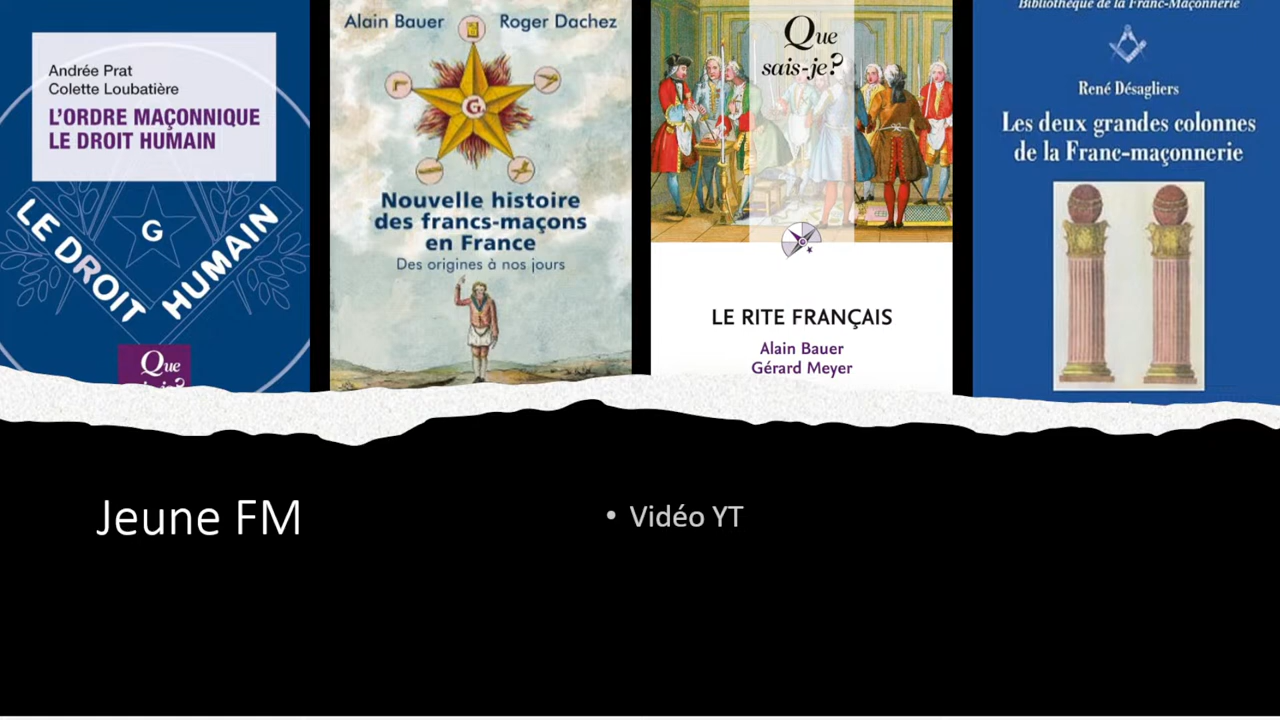 Andrée Prat
Colette Loubatière
L'ORDRE MAÇONNIQUE
LE DROIT HUMAIN
G
LE DROIT
HUMAIN
Que
sais-je?
Alain Bauer
Roger Dachez
G
Nouvelle histoire
des francs-maçons
en France
Des origines à nos jours
Que
sais-je?
LE RITE FRANÇAIS
Alain Bauer
Gérard Meyer
Bibliothèque de la Franc-Maçonnerie
René Désagliers
Les deux grandes colonnes
de la Franc-maçonnerie
Jeune FM
• Vidéo YT